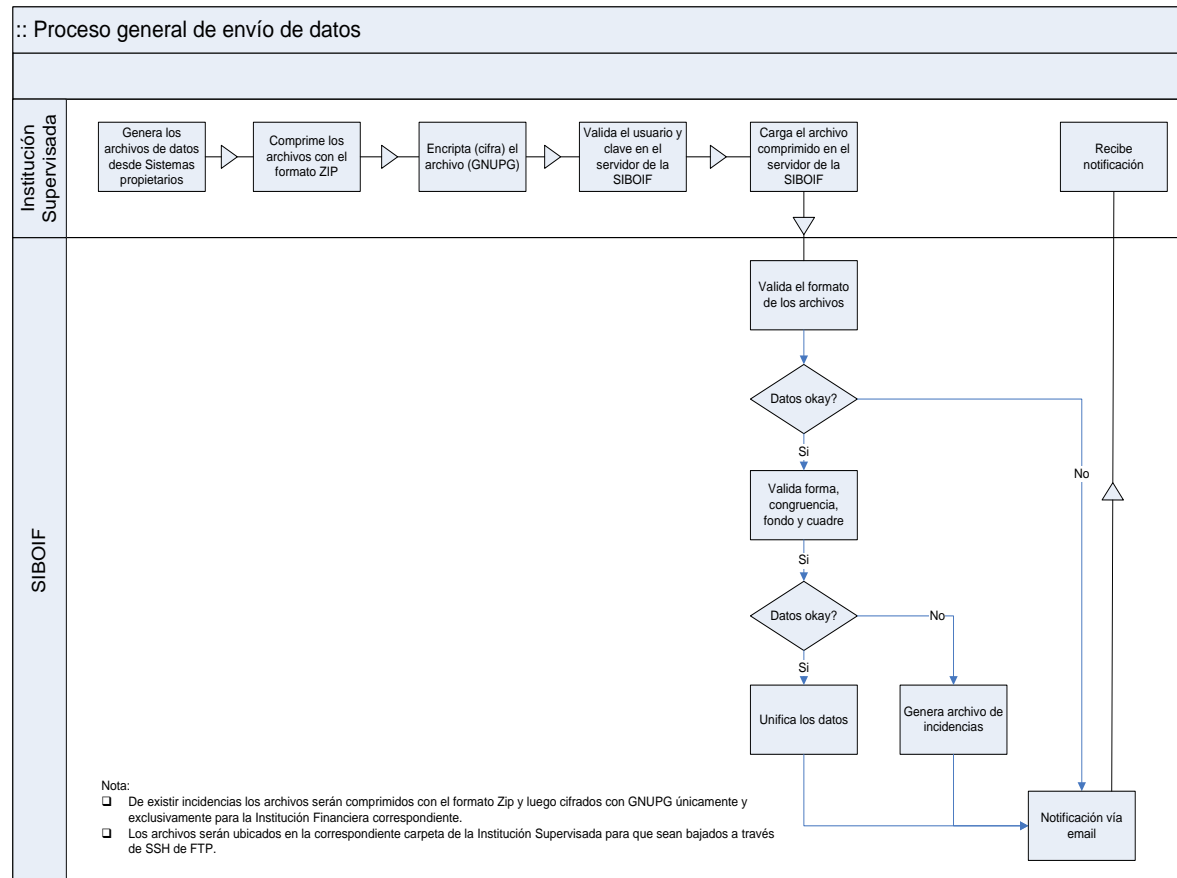 :: Proceso general de envío de datos
Institución
Supervisada
Genera los
archivos de datos
desde Sistemas
propietarios
Comprime los
archivos con el
formato ZIP
Encripta (cifra) el
archivo (GNUPG)
Valida el usuario y
clave en el
servidor de la
SIBOIF
Carga el archivo
comprimido en el
servidor de la
SIBOIF
Recibe
notificación
SIBOIF
Valida el formato
de los archivos
Datos okay?
Si
No
Valida forma,
congruencia,
fondo y cuadre
Si
Datos okay?
No
Si
Unifica los datos
Genera archivo de
incidencias
Notificación vía
email
Nota:
❑ De existir incidencias los archivos serán comprimidos con el formato Zip y luego cifrados con GNUPG únicamente y
exclusivamente para la Institución Financiera correspondiente.
❑ Los archivos serán ubicados en la correspondiente carpeta de la Institución Supervisada para que sean bajados a través
de SSH de FTP.